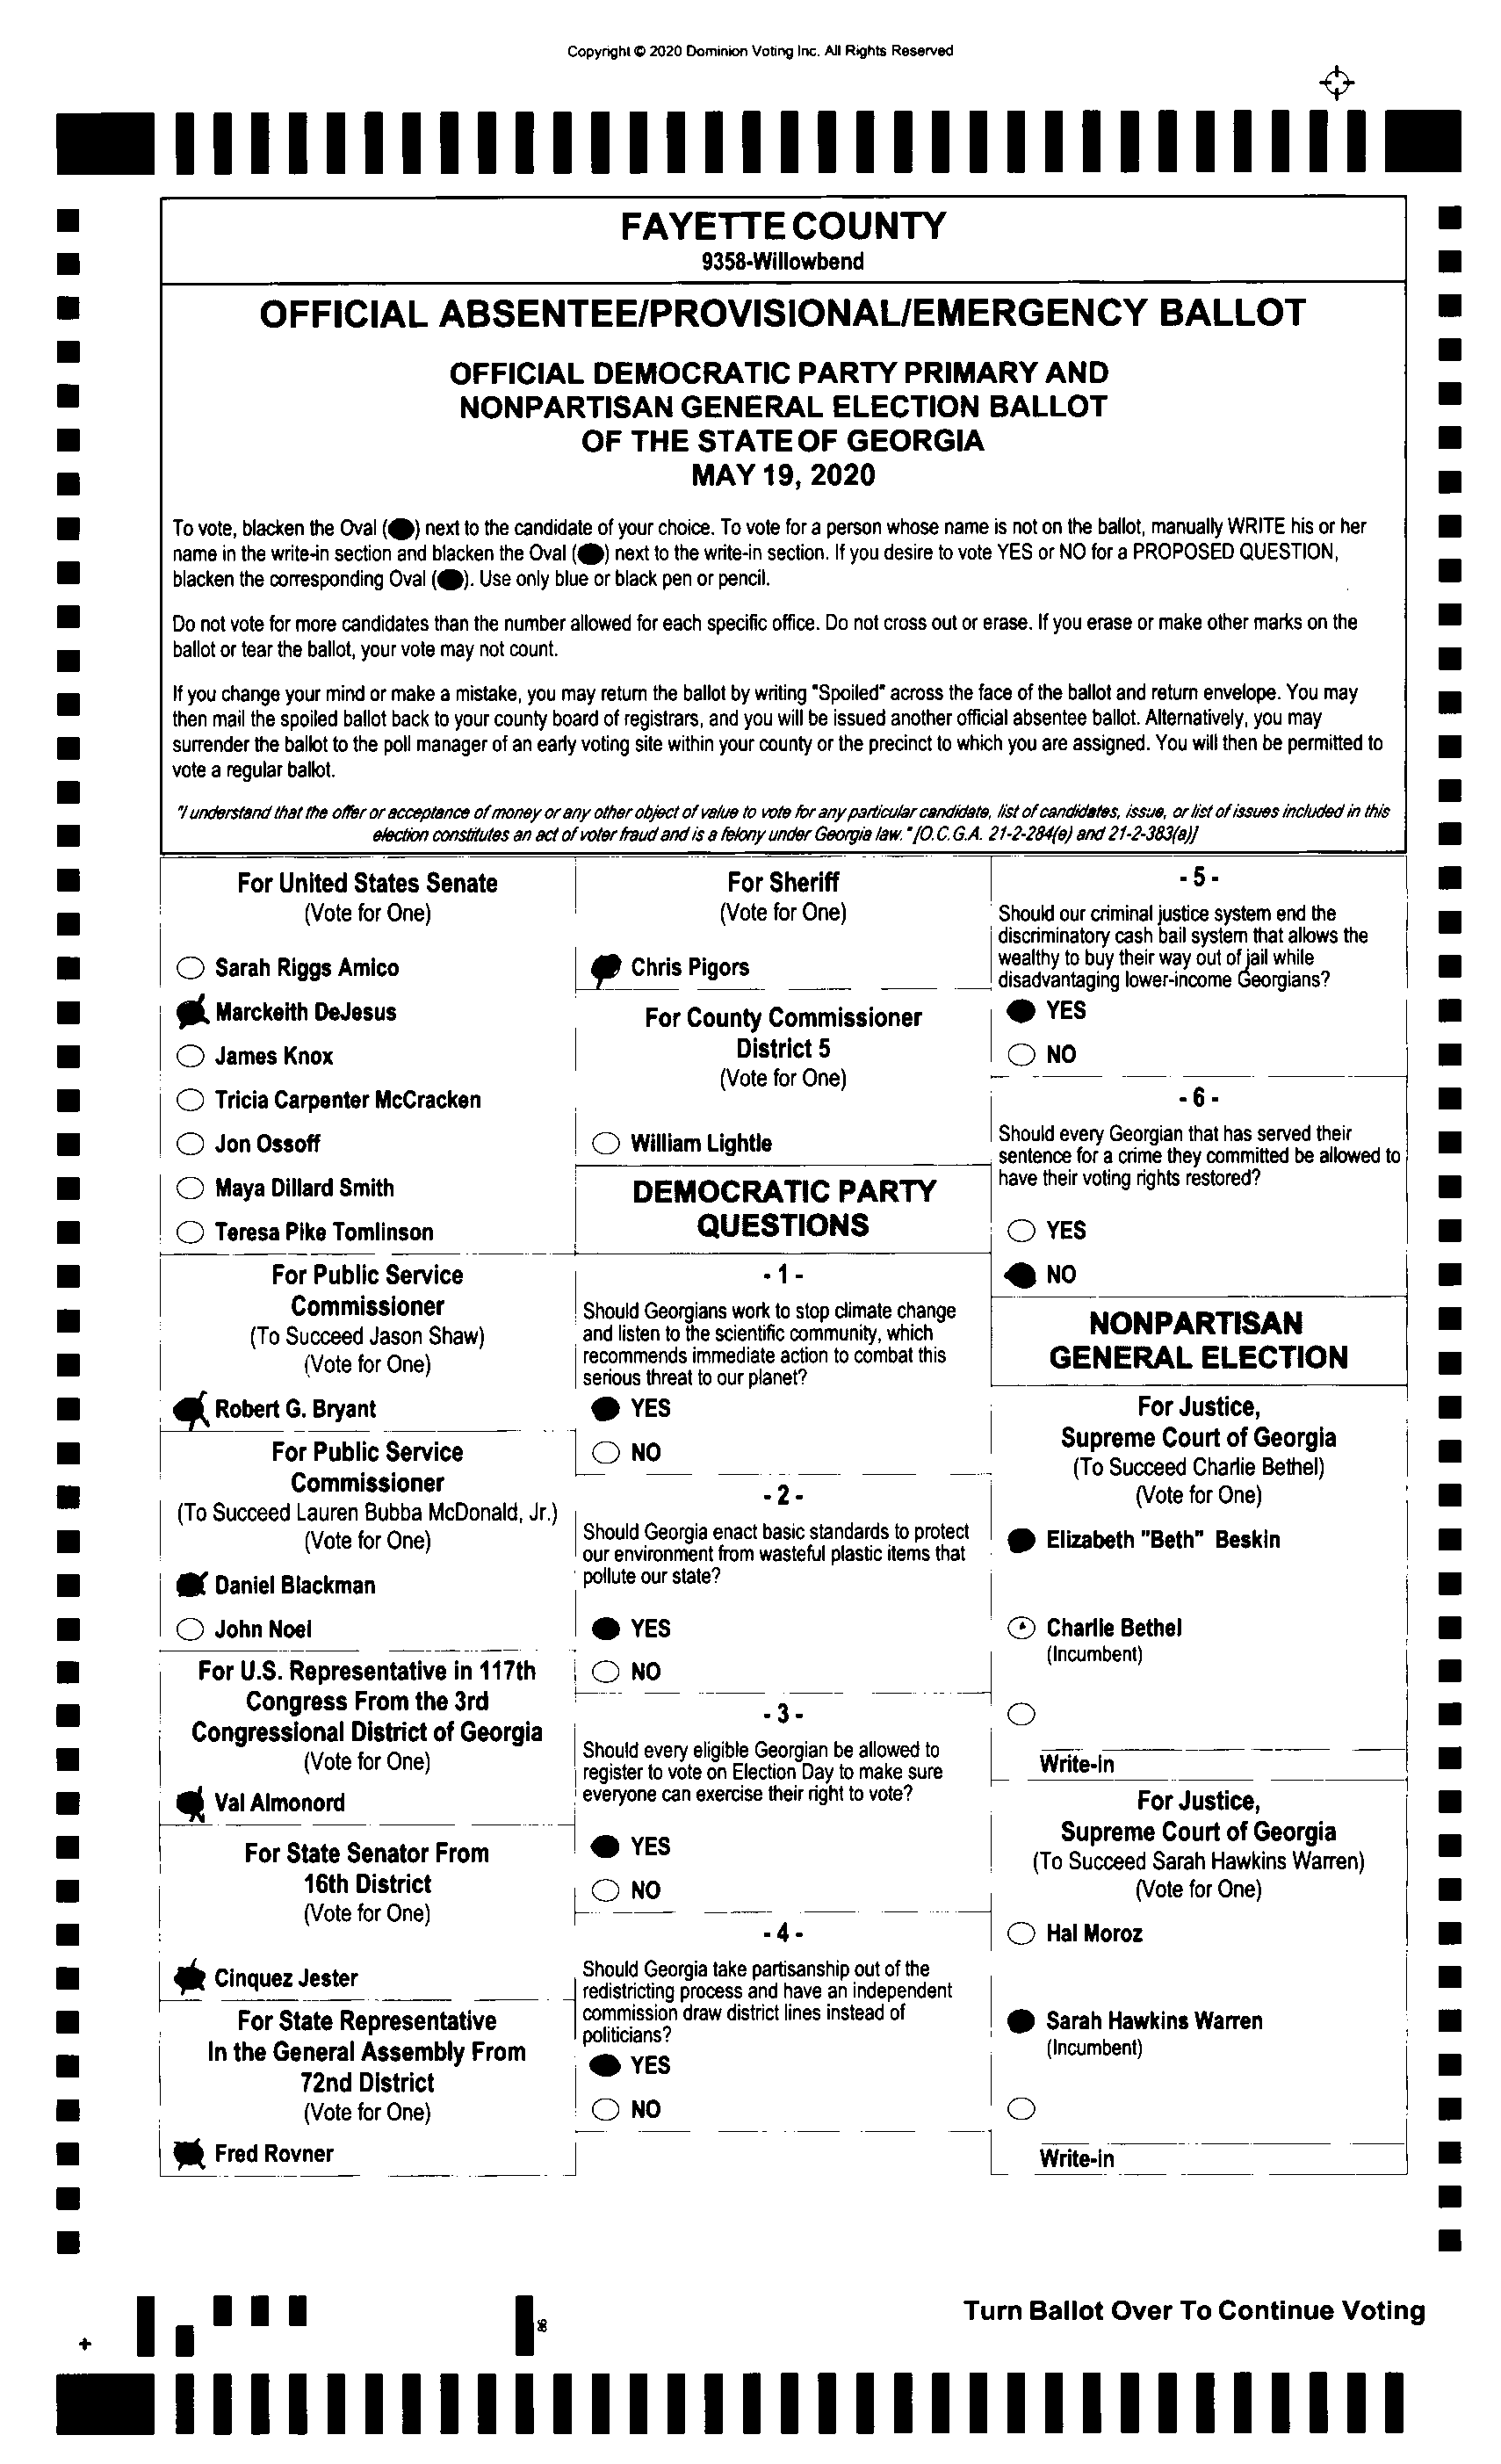 Copyright © 2020 Dominion Voting Inc. All Rights Reserved
FAYETTE COUNTY
9358-Willowbend
OFFICIAL ABSENTEE/PROVISIONAL/EMERGENCY BALLOT
OFFICIAL DEMOCRATIC PARTY PRIMARY AND
NONPARTISAN GENERAL ELECTION BALLOT
OF THE STATE OF GEORGIA
MAY 19, 2020
To vote, blacken the Oval (⬤) next to the candidate of your choice. To vote for a person whose name is not on the ballot, manually WRITE his or her
name in the write-in section and blacken the Oval (⬤) next to the write-in section. If you desire to vote YES or NO for a PROPOSED QUESTION,
blacken the corresponding Oval (⬤). Use only blue or black pen or pencil.
Do not vote for more candidates than the number allowed for each specific office. Do not cross out or erase. If you erase or make other marks on the
ballot or tear the ballot, your vote may not count.
If you change your mind or make a mistake, you may return the ballot by writing "Spoiled" across the face of the ballot and return envelope. You may
then mail the spoiled ballot back to your county board of registrars, and you will be issued another official absentee ballot. Alternatively, you may
surrender the ballot to the poll manager of an early voting site within your county or the precinct to which you are assigned. You will then be permitted to
vote a regular ballot.
"I understand that the offer or acceptance of money or any other object of value to vote for any particular candidate, list of candidates, issue, or list of issues included in this
election constitutes an act of voter fraud and is a felony under Georgia law." [O.C.G.A. 21-2-284(e) and 21-2-383(a)]
For United States Senate
(Vote for One)
Sarah Riggs Amico
Marckeith DeJesus
James Knox
Tricia Carpenter McCracken
Jon Ossoff
Maya Dillard Smith
Teresa Pike Tomlinson
For Public Service
Commissioner
(To Succeed Jason Shaw)
(Vote for One)
Robert G. Bryant
For Public Service
Commissioner
(To Succeed Lauren Bubba McDonald, Jr.)
(Vote for One)
Daniel Blackman
John Noel
For U.S. Representative in 117th
Congress From the 3rd
Congressional District of Georgia
(Vote for One)
Val Almonord
For State Senator From
16th District
(Vote for One)
Cinquez Jester
For State Representative
In the General Assembly From
72nd District
(Vote for One)
Fred Rovner
For Sheriff
(Vote for One)
Chris Pigors
For County Commissioner
District 5
(Vote for One)
William Lightle
DEMOCRATIC PARTY
QUESTIONS
- 1 -
Should Georgians work to stop climate change
and listen to the scientific community, which
recommends immediate action to combat this
serious threat to our planet?
YES
NO
- 2 -
Should Georgia enact basic standards to protect
our environment from wasteful plastic items that
pollute our state?
YES
NO
- 3 -
Should every eligible Georgian be allowed to
register to vote on Election Day to make sure
everyone can exercise their right to vote?
YES
NO
- 4 -
Should Georgia take partisanship out of the
redistricting process and have an independent
commission draw district lines instead of
politicians?
YES
NO
- 5 -
Should our criminal justice system end the
discriminatory cash bail system that allows the
wealthy to buy their way out of jail while
disadvantaging lower-income Georgians?
YES
NO
- 6 -
Should every Georgian that has served their
sentence for a crime they committed be allowed to
have their voting rights restored?
YES
NO
NONPARTISAN
GENERAL ELECTION
For Justice,
Supreme Court of Georgia
(To Succeed Charlie Bethel)
(Vote for One)
Elizabeth "Beth" Beskin
Charlie Bethel
(Incumbent)
Write-in
For Justice,
Supreme Court of Georgia
(To Succeed Sarah Hawkins Warren)
(Vote for One)
Hal Moroz
Sarah Hawkins Warren
(Incumbent)
Write-in
Turn Ballot Over To Continue Voting